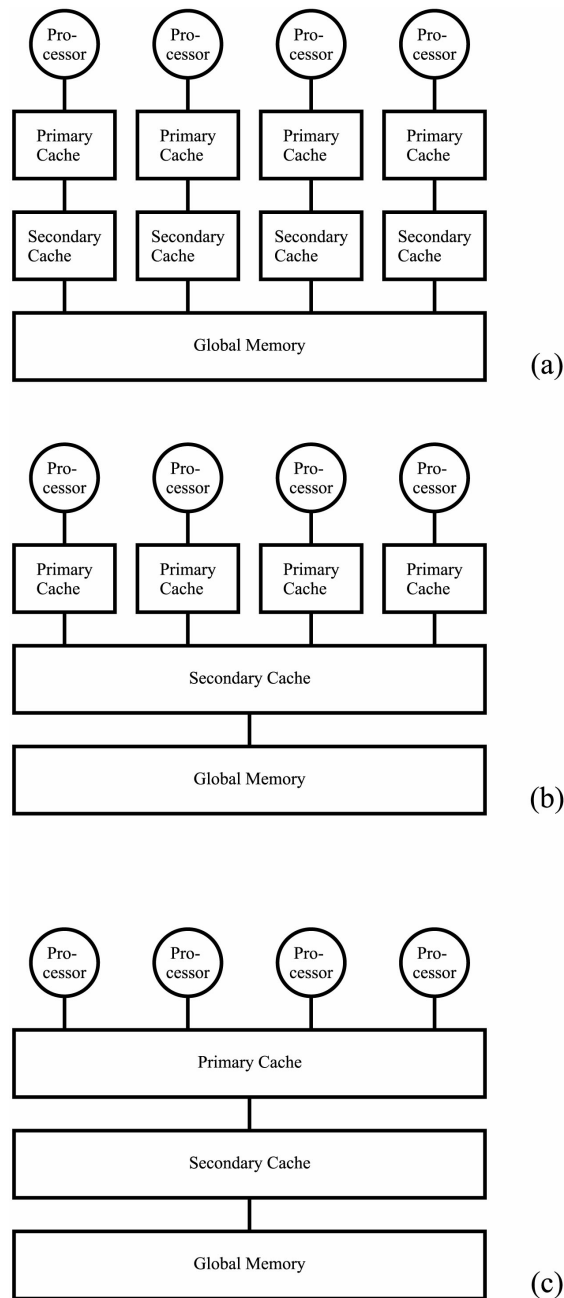 Pro-
cessor
Pro-
cessor
Pro-
cessor
Pro-
cessor
Primary
Cache
Primary
Cache
Primary
Cache
Primary
Cache
Secondary
Cache
Secondary
Cache
Secondary
Cache
Secondary
Cache
Global Memory
(a)
Pro-
cessor
Pro-
cessor
Pro-
cessor
Pro-
cessor
Primary
Cache
Primary
Cache
Primary
Cache
Primary
Cache
Secondary Cache
Global Memory
(b)
Pro-
cessor
Pro-
cessor
Pro-
cessor
Pro-
cessor
Primary Cache
Secondary Cache
Global Memory
(c)